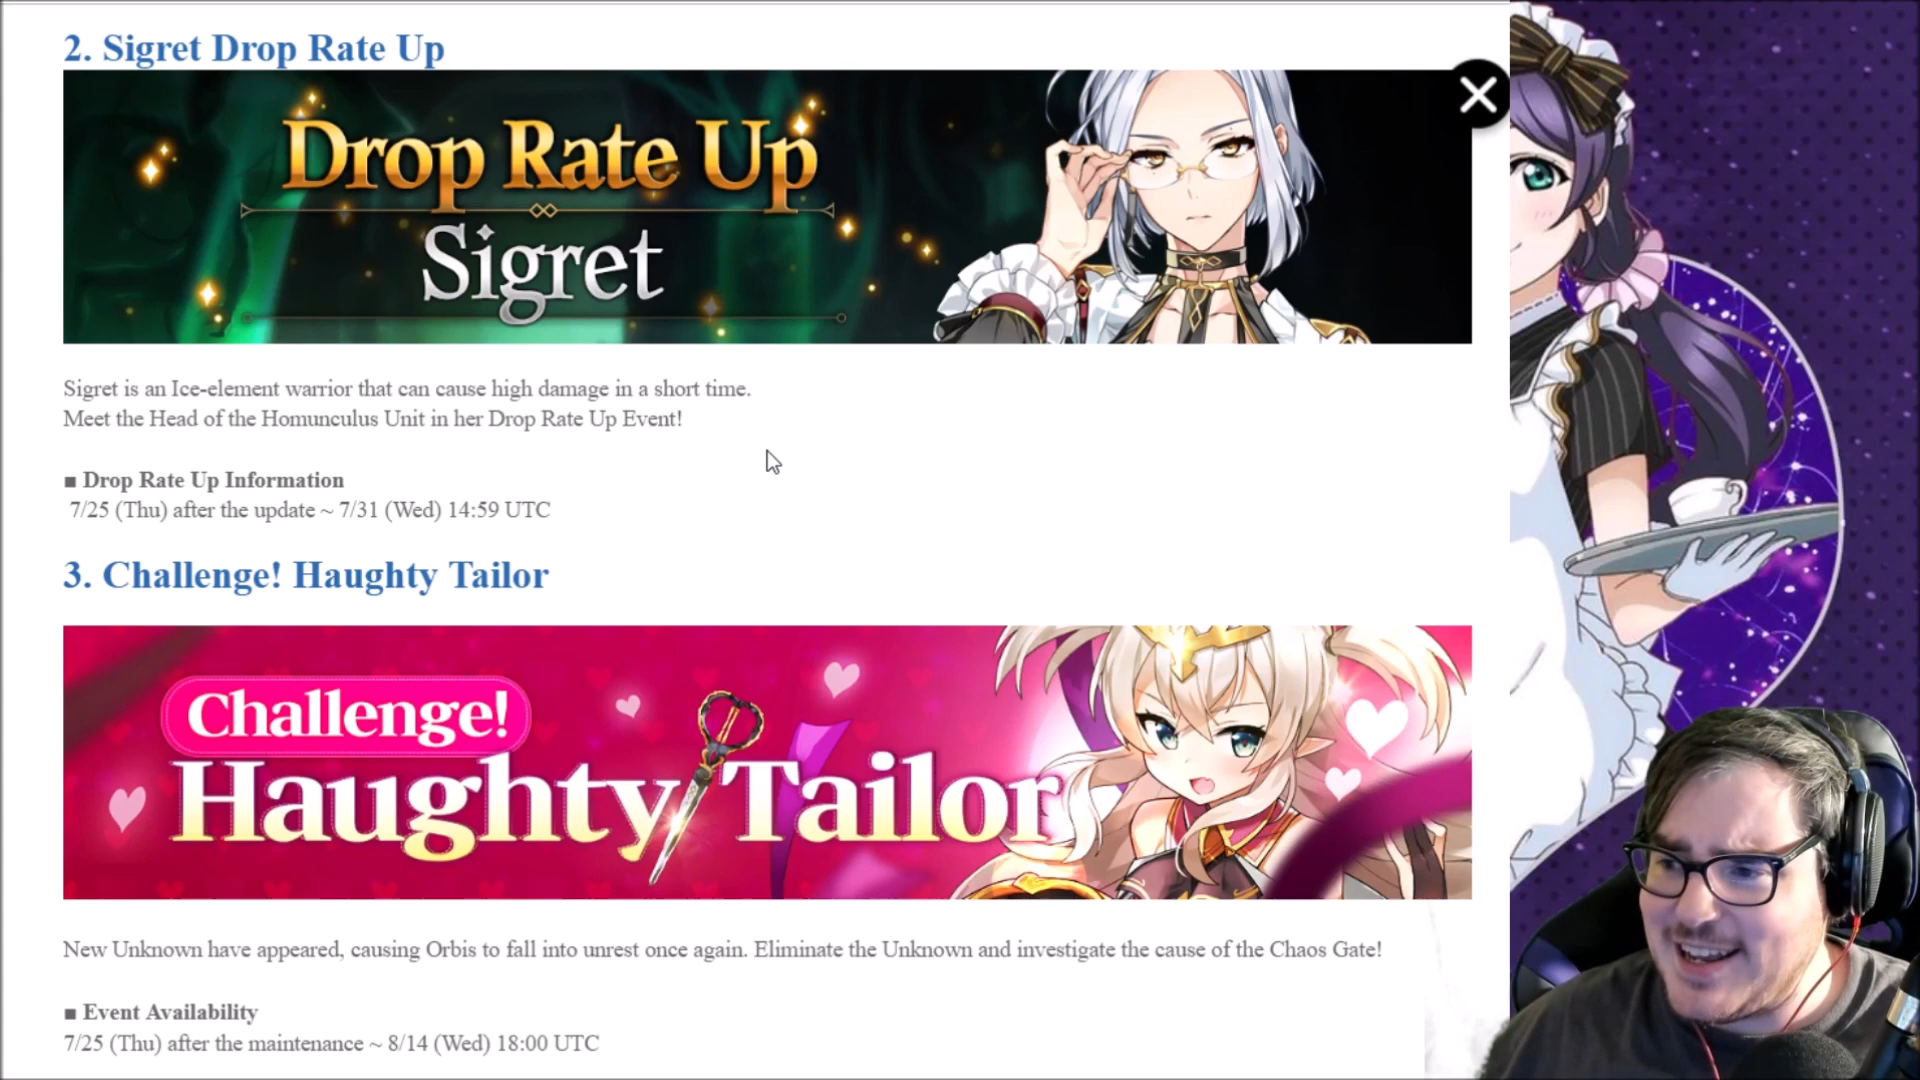 2. Sigret Drop Rate Up
Drop Rate Up
Sigret
Sigret is an Ice-element warrior that can cause high damage in a short time.
Meet the Head of the Homunculus Unit in her Drop Rate Up Event!
■ Drop Rate Up Information
7/25 (Thu) after the update ~ 7/31 (Wed) 14:59 UTC
3. Challenge! Haughty Tailor
Challenge!
Haughty Tailor
New Unknown have appeared, causing Orbis to fall into unrest once again. Eliminate the Unknown and investigate the cause of the Chaos Gate!
■ Event Availability
7/25 (Thu) after the maintenance ~ 8/14 (Wed) 18:00 UTC